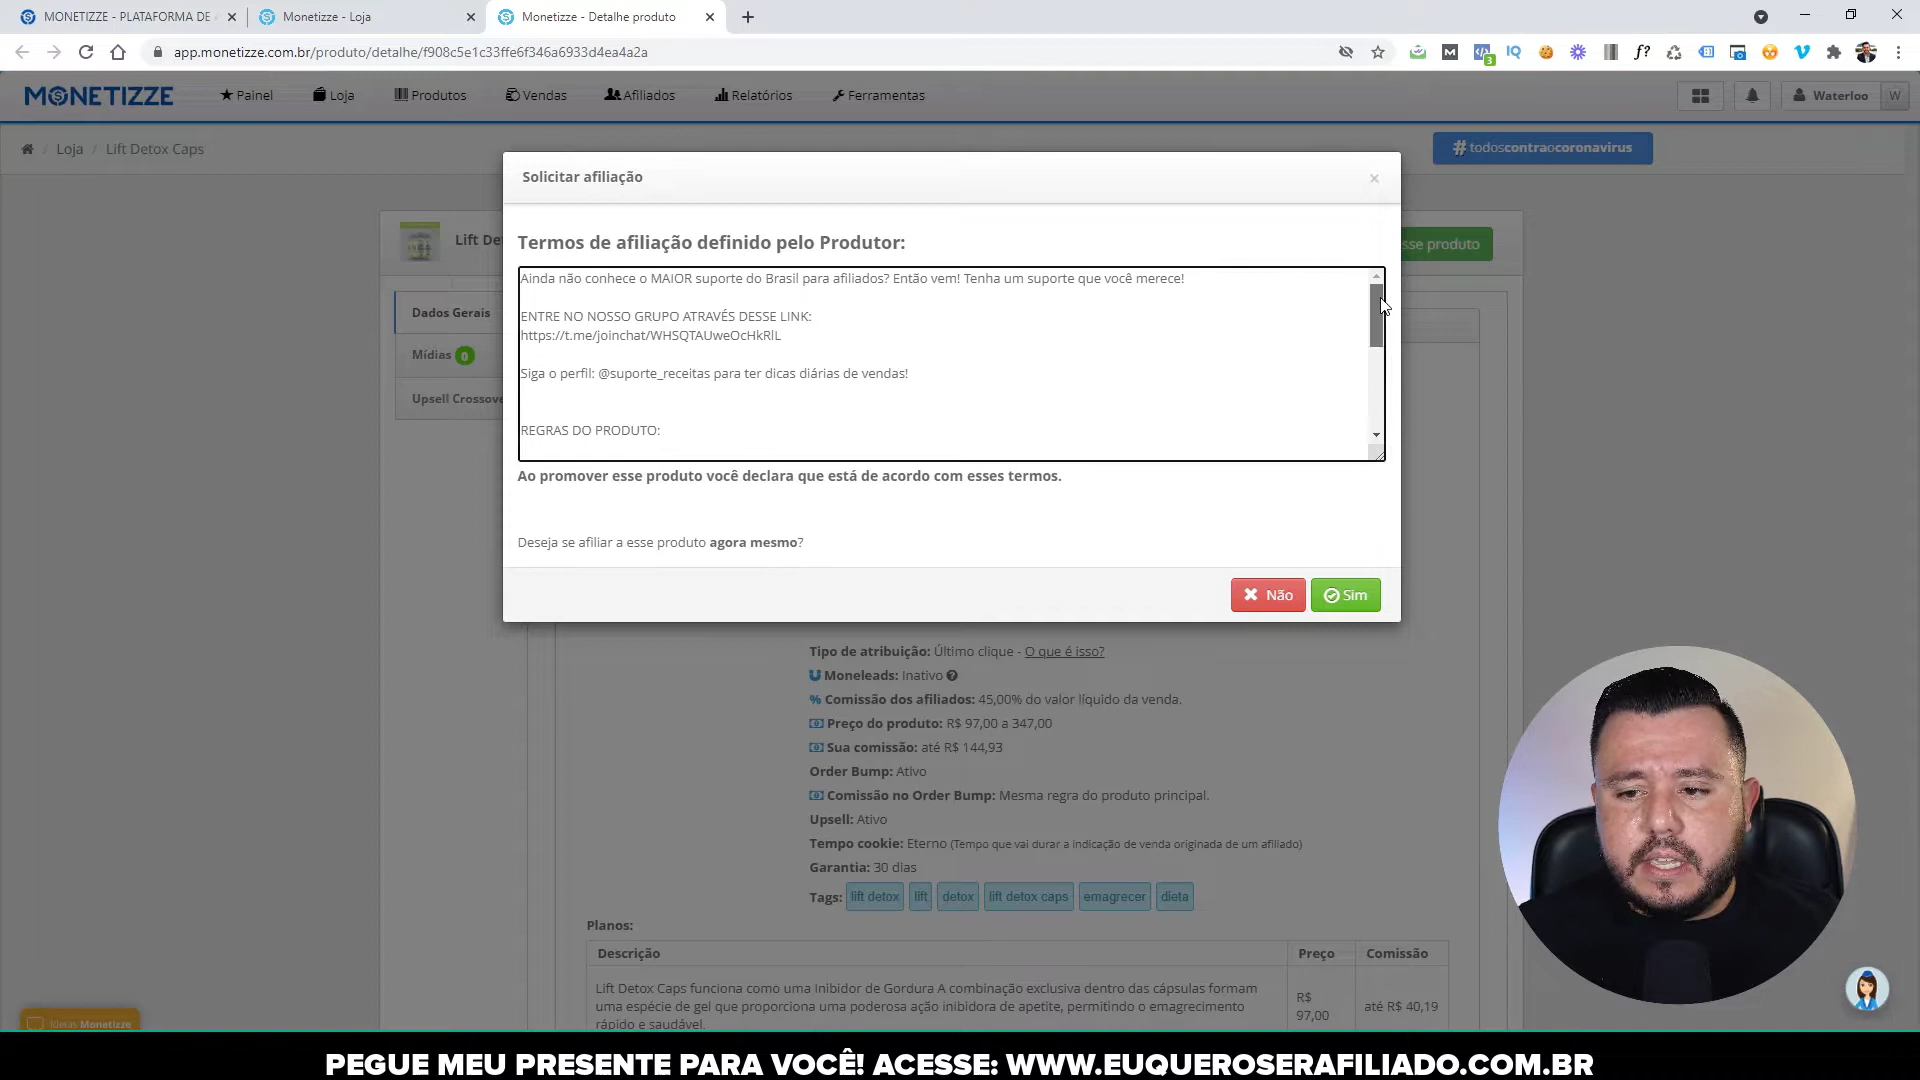 MONETIZZE - PLATAFORMA DE
Monetizze - Loja
Monetizze - Detalhe produto
app.monetizze.com.br/produto/detalhe/f908c5e1c33ffe6f346a6933d4ea4a2a
MONETIZZE
Painel
Loja
Produtos
Vendas
Afiliados
Relatórios
Ferramentas
Waterloo
W
/ Loja / Lift Detox Caps
#todoscontraocoronavirus
Solicitar afiliação
×
Lift De
sse produto
Termos de afiliação definido pelo Produtor:
Ainda não conhece o MAIOR suporte do Brasil para afiliados? Então vem! Tenha um suporte que você merece!
ENTRE NO NOSSO GRUPO ATRAVÉS DESSE LINK:
https://t.me/joinchat/WHSQTAUweOcHkRlL
Siga o perfil: @suporte_receitas para ter dicas diárias de vendas!
REGRAS DO PRODUTO:
Dados Gerais
Mídias 0
Upsell Crossove
Ao promover esse produto você declara que está de acordo com esses termos.
Deseja se afiliar a esse produto agora mesmo?
Não
Sim
Tipo de atribuição: Último clique - O que é isso?
Moneleads: Inativo
% Comissão dos afiliados: 45,00% do valor líquido da venda.
Preço do produto: R$ 97,00 a 347,00
Sua comissão: até R$ 144,93
Order Bump: Ativo
Comissão no Order Bump: Mesma regra do produto principal.
Upsell: Ativo
Tempo cookie: Eterno (Tempo que vai durar a indicação de venda originada de um afiliado)
Garantia: 30 dias
Tags: lift detox lift detox lift detox caps emagrecer dieta
Planos:
Descrição
Preço
Comissão
Lift Detox Caps funciona como uma Inibidor de Gordura A combinação exclusiva dentro das cápsulas formam
uma espécie de gel que proporciona uma poderosa ação inibidora de apetite, permitindo o emagrecimento
rápido e saudável.
R$
97,00
até R$ 40,19
Ideias Monetizze
PEGUE MEU PRESENTE PARA VOCÊ! ACESSE: WWW.EUQUEROSERAFILIADO.COM.BR